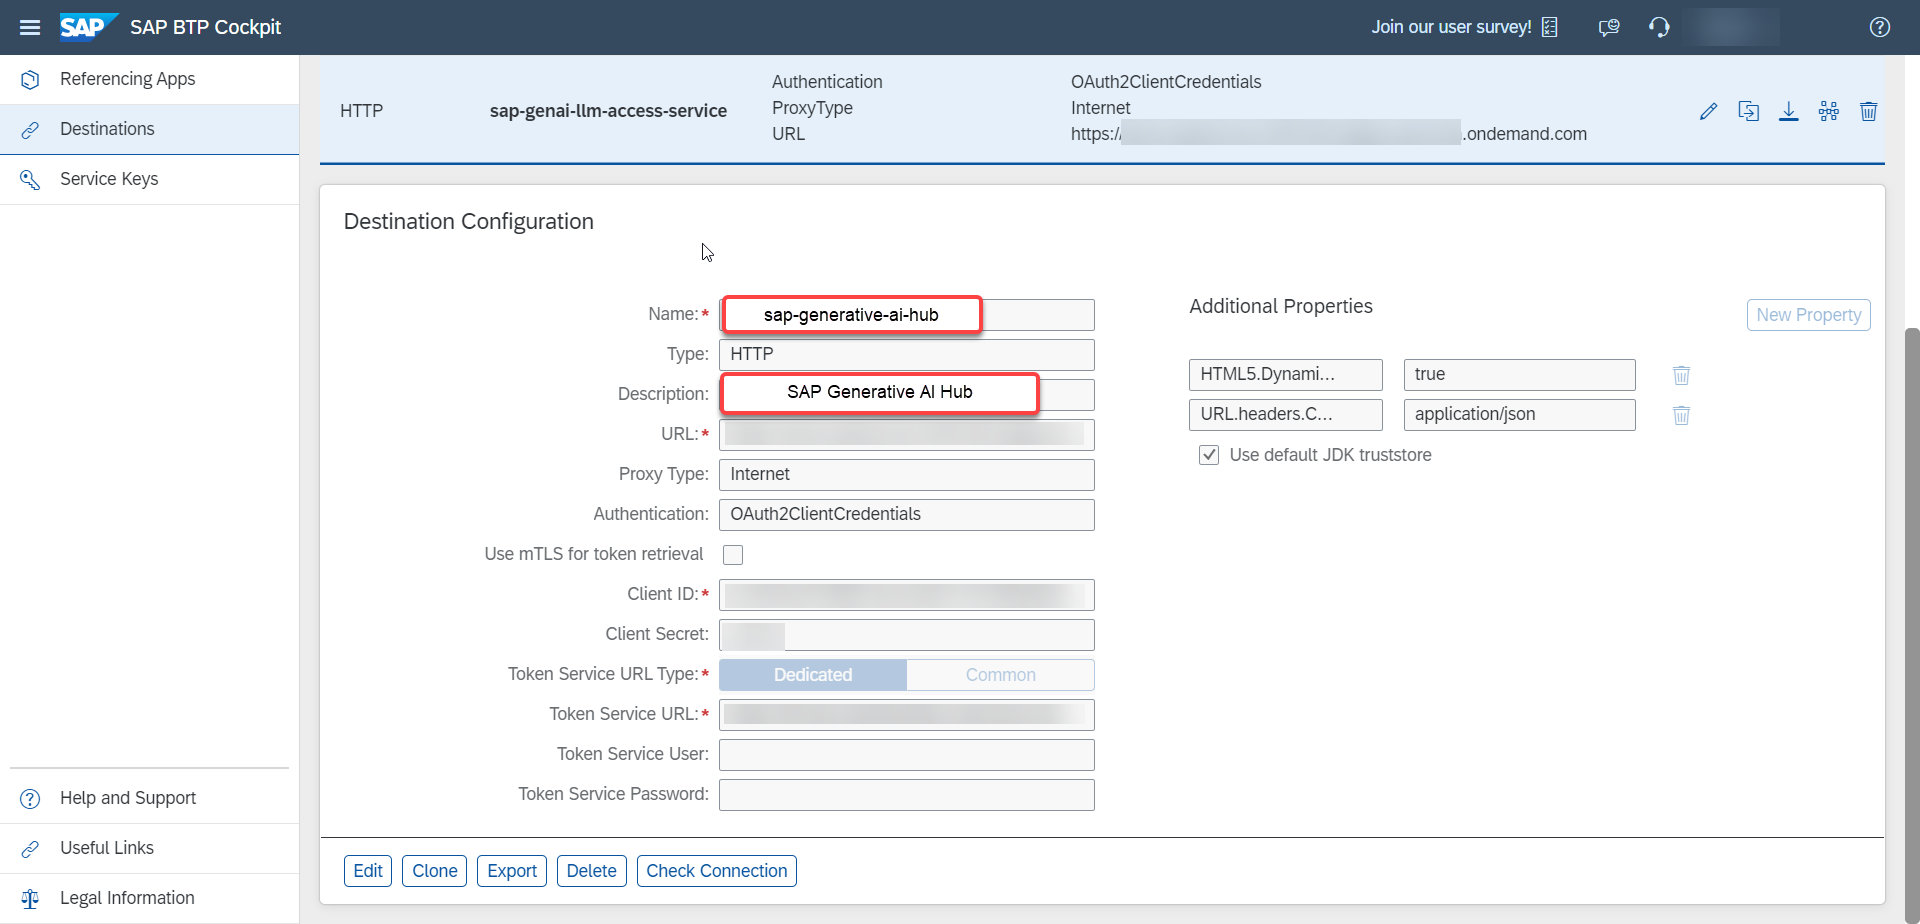 SAP SAP BTP Cockpit
Join our user survey!
Referencing Apps
Destinations
Service Keys
Help and Support
Useful Links
Legal Information
HTTP
sap-genai-llm-access-service
Authentication OAuth2ClientCredentials
ProxyType Internet
URL https:// .ondemand.com
Destination Configuration
Name:* sap-generative-ai-hub
Type: HTTP
Description: SAP Generative AI Hub
URL:*
Proxy Type: Internet
Authentication: OAuth2ClientCredentials
Use mTLS for token retrieval
Client ID:*
Client Secret:
Token Service URL Type:* Dedicated Common
Token Service URL:*
Token Service User:
Token Service Password:
Additional Properties
New Property
HTML5.Dynami... true
URL.headers.C... application/json
Use default JDK truststore
Edit Clone Export Delete Check Connection